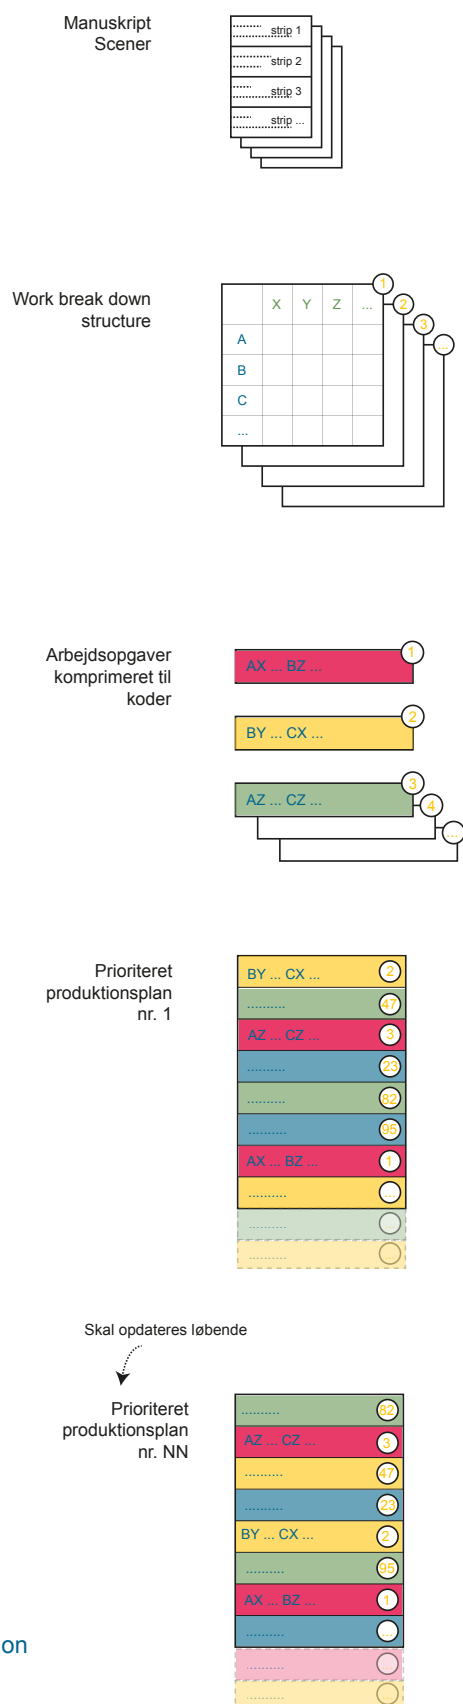 Manuskript
Scener
strip 1
strip 2
strip 3
strip ...
Work break down
structure
1
2
3
...
X Y Z ...
A
B
C
...
Arbejdsopgaver
komprimeret til
koder
AX ... BZ ... 1
BY ... CX ... 2
AZ ... CZ ... 3
4
...
Prioriteret
produktionsplan
nr. 1
BY ... CX ... 2
.......... 47
AZ ... CZ ... 3
.......... 23
.......... 82
.......... 95
AX ... BZ ... 1
.......... ...
..........
.......... ...
Skal opdateres løbende
Prioriteret
produktionsplan
nr. NN
.......... 82
AZ ... CZ ... 3
.......... 47
.......... 23
BY ... CX ... 2
.......... 95
AX ... BZ ... 1
.......... ...
..........
.......... ...
on